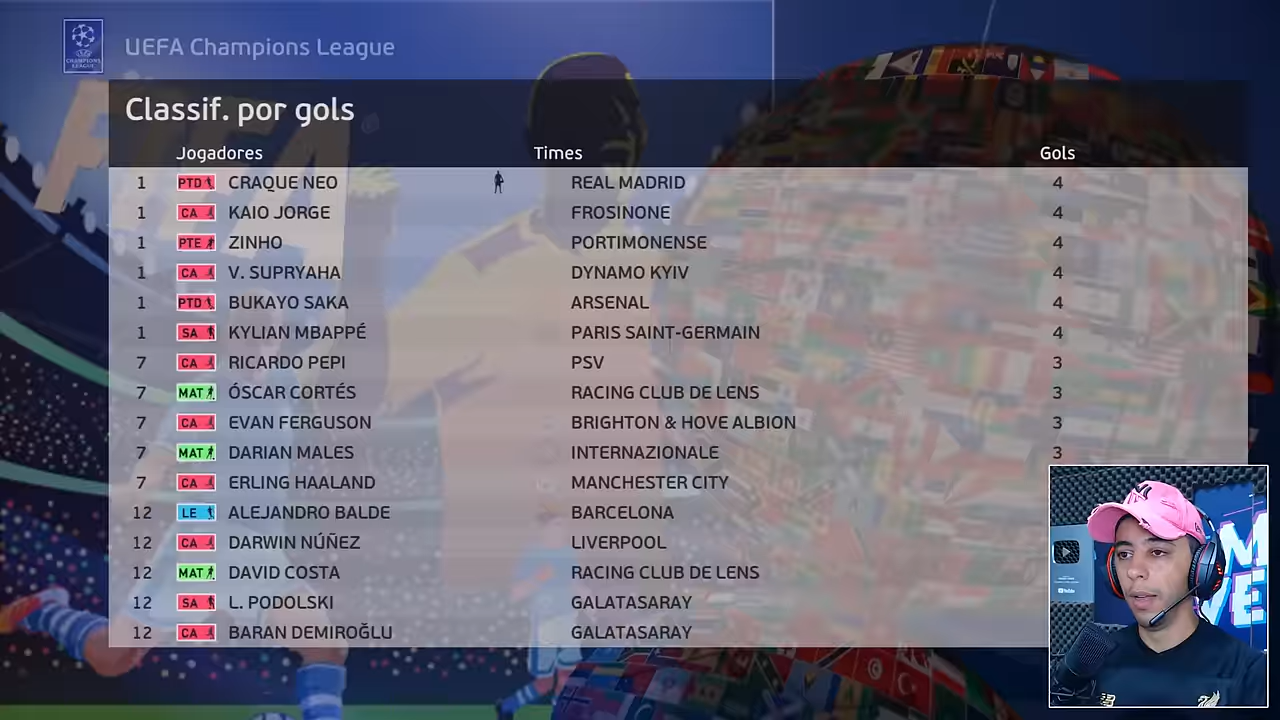 UEFA Champions League
CHAMPIONS LEAGUE
Classif. por gols
Jogadores Times Gols
1 PTD CRAQUE NEO REAL MADRID 4
1 CA KAIO JORGE FROSINONE 4
1 PTE ZINHO PORTIMONENSE 4
1 CA V. SUPRYAHA DYNAMO KYIV 4
1 PTD BUKAYO SAKA ARSENAL 4
1 SA KYLIAN MBAPPÉ PARIS SAINT-GERMAIN 4
7 CA RICARDO PEPI PSV 3
7 MAT ÓSCAR CORTÉS RACING CLUB DE LENS 3
7 CA EVAN FERGUSON BRIGHTON & HOVE ALBION 3
7 MAT DARIAN MALES INTERNAZIONALE 3
7 CA ERLING HAALAND MANCHESTER CITY
12 LE ALEJANDRO BALDE BARCELONA
12 CA DARWIN NÚÑEZ LIVERPOOL
12 MAT DAVID COSTA RACING CLUB DE LENS
12 SA L. PODOLSKI GALATASARAY
12 CA BARAN DEMIROĞLU GALATASARAY